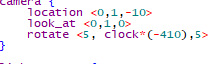 camera {
location <0,1,-10>
look_at <0,1,0>
rotate <5, clock*(-410),5>
}